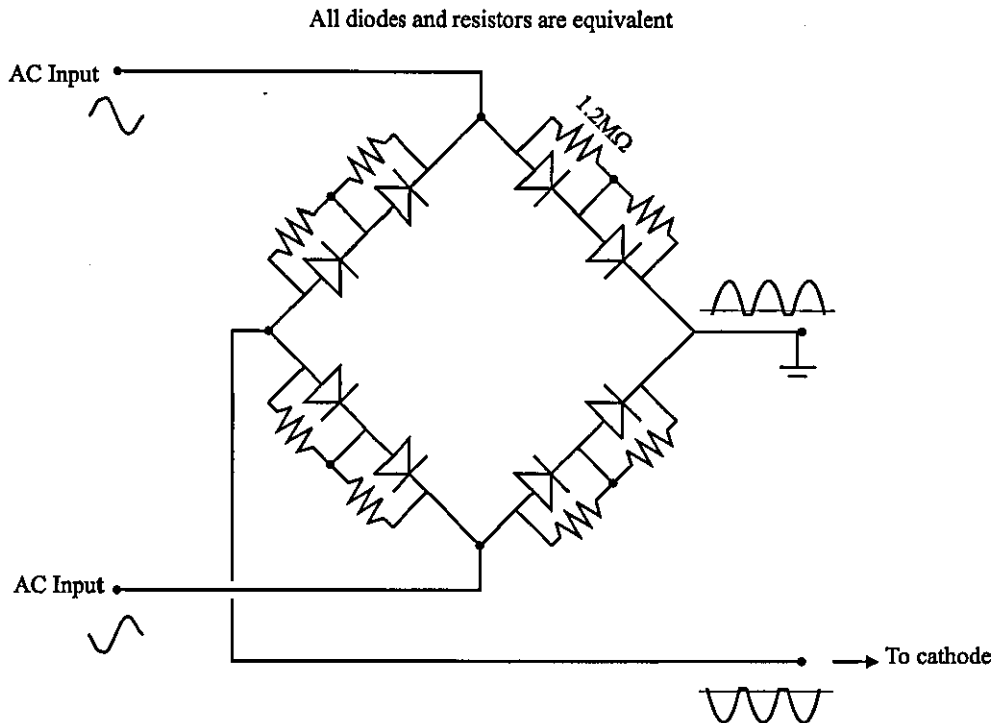 All diodes and resistors are equivalent
AC Input
1.2MΩ
AC Input
To cathode